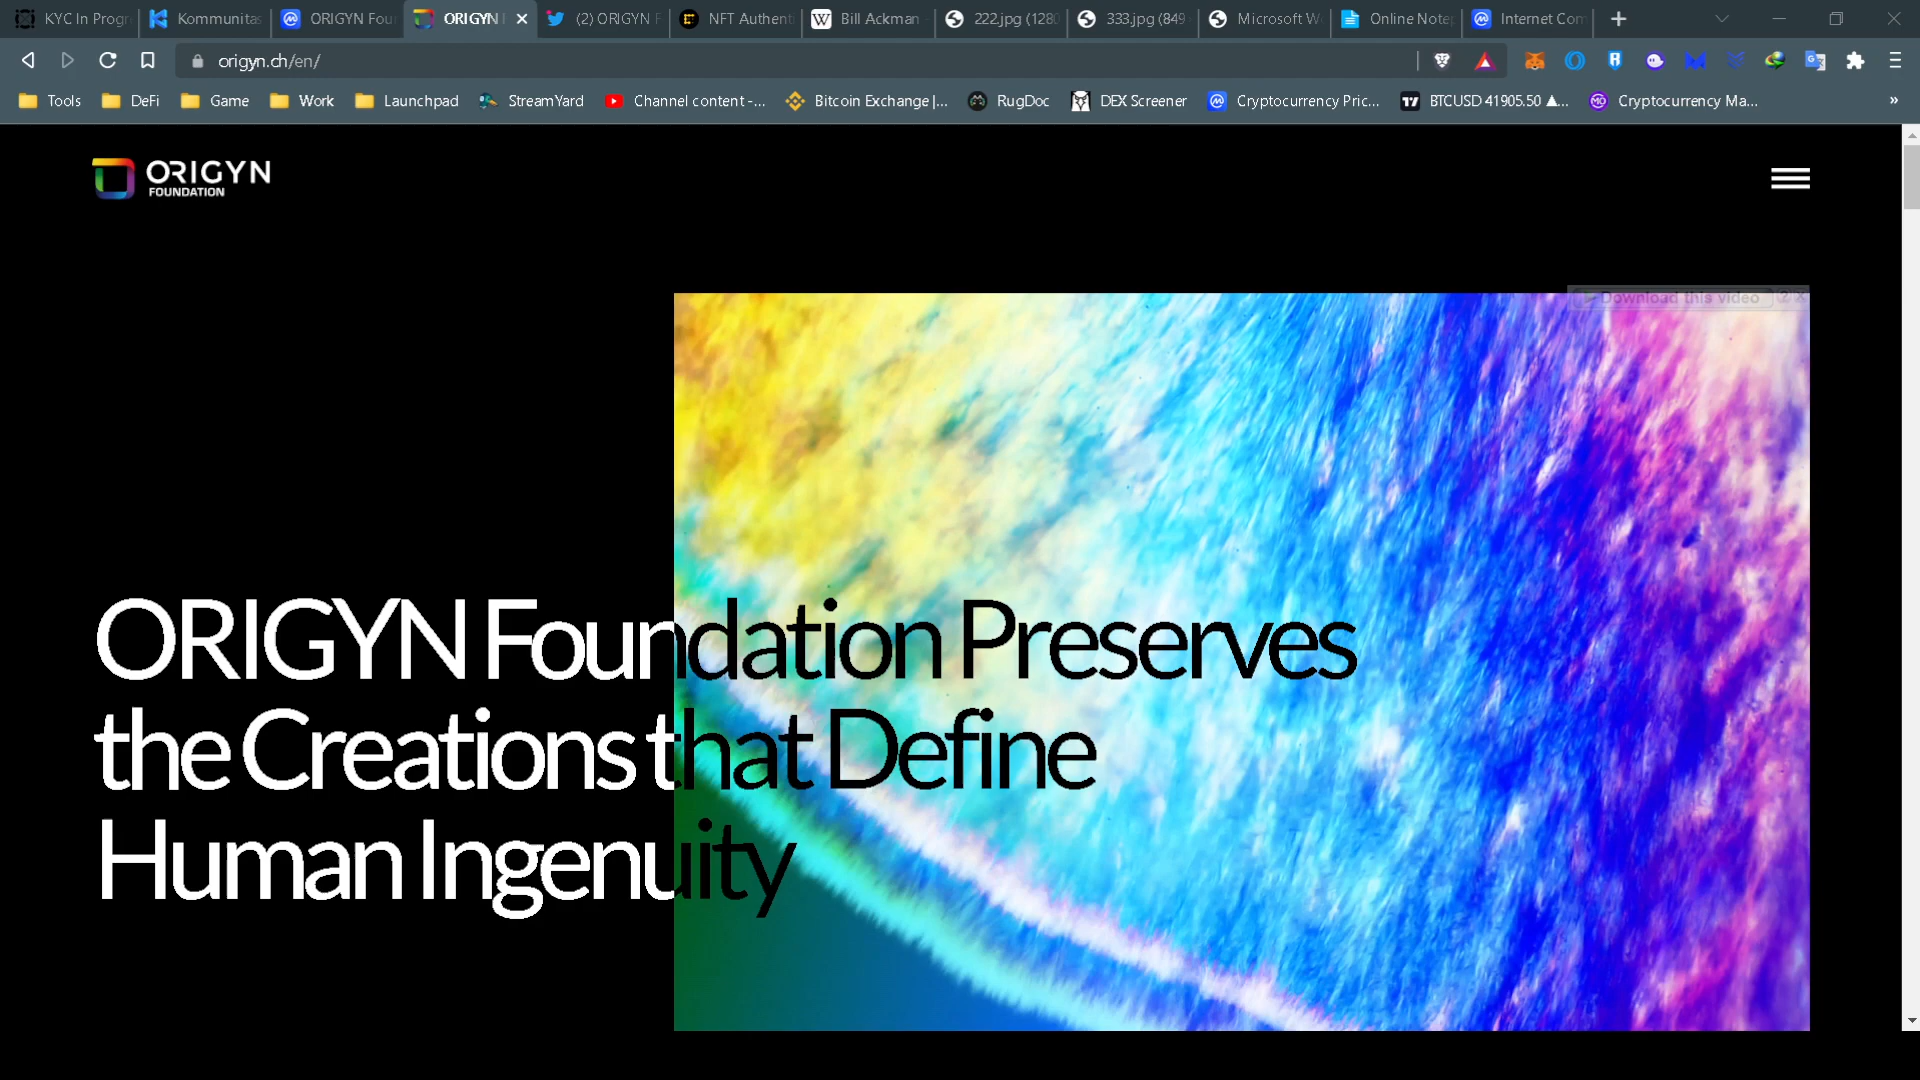 KYC In Progr
Kommunitas
ORIGYN Fou
ORIGYN
(2) ORIGYN F
NFT Authent
Bill Ackman
222.jpg (1280
333.jpg (849
Microsoft W
Online Note
Internet Com
origyn.ch/en/
Tools
DeFi
Game
Work
Launchpad
StreamYard
Channel content -...
Bitcoin Exchange |...
RugDoc
DEX Screener
Cryptocurrency Pric...
BTCUSD 41905.50 ▲...
Cryptocurrency Ma...
»
ORIGYN
FOUNDATION
Download this video ? X
ORIGYN Foundation Preserves
the Creations that Define
Human Ingenuity